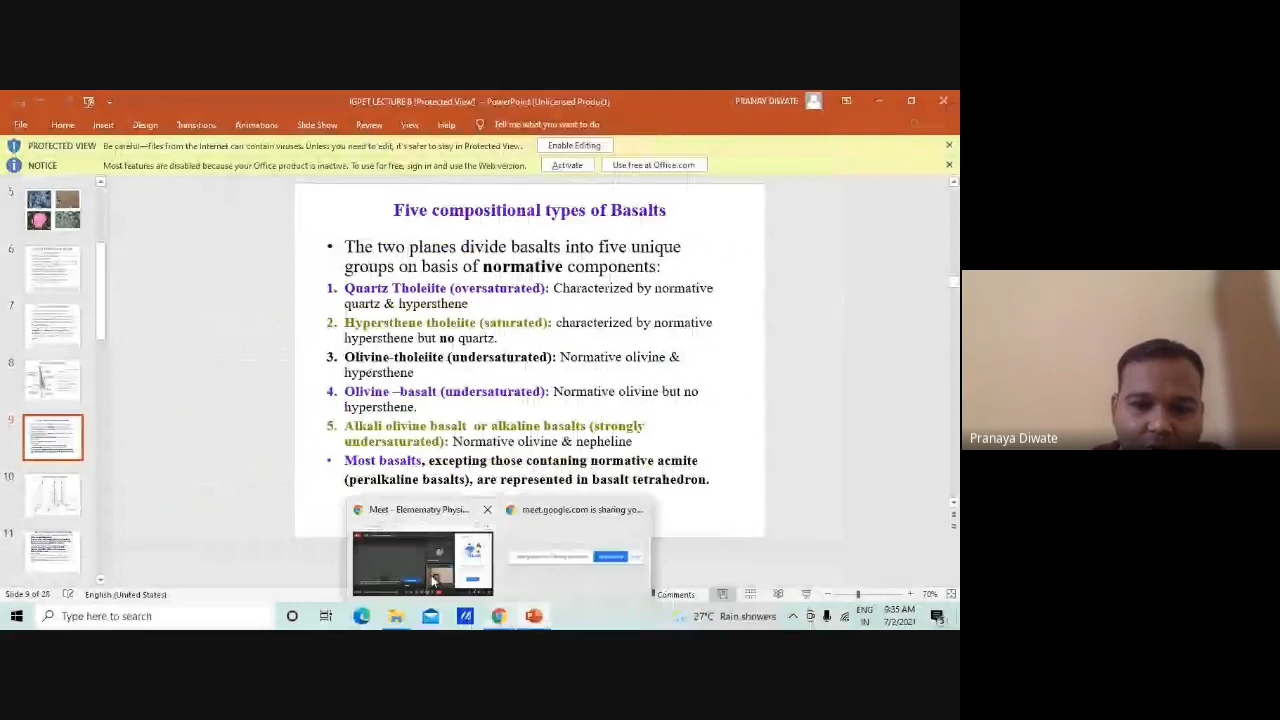 IGPET LECTURE 8 [Protected View] - PowerPoint (Unlicensed Product)
PRANAY DIWATE
File Home Insert Design Transitions Animations Slide Show Review View Help Tell me what you want to do
PROTECTED VIEW Be careful—files from the Internet can contain viruses. Unless you need to edit, it's safer to stay in Protected View. Enable Editing
NOTICE Most features are disabled because your Office product is inactive. To use for free, sign in and use the Web version. Activate Use free at Office.com
5
6
7
8
9
10
11
Five compositional types of Basalts
• The two planes divide basalts into five unique
groups on basis of normative components:
1. Quartz Tholeiite (oversaturated): Characterized by normative
quartz & hypersthene
2. Hypersthene tholeiite (saturated): characterized by normative
hypersthene but no quartz.
3. Olivine-tholeiite (undersaturated): Normative olivine &
hypersthene
4. Olivine –basalt (undersaturated): Normative olivine but no
hypersthene.
5. Alkali olivine basalt or alkaline basalts (strongly
undersaturated): Normative olivine & nepheline
• Most basalts, excepting those contaning normative acmite
(peralkaline basalts), are represented in basalt tetrahedron.
Meet - Elemematry Physi...
meet.google.com is sharing yo...
Slide 9 of 28 English (United States) Comments 70%
Type here to search
27°C Rain showers
ENG
IN
9:35 AM
7/2/2021
Pranaya Diwate